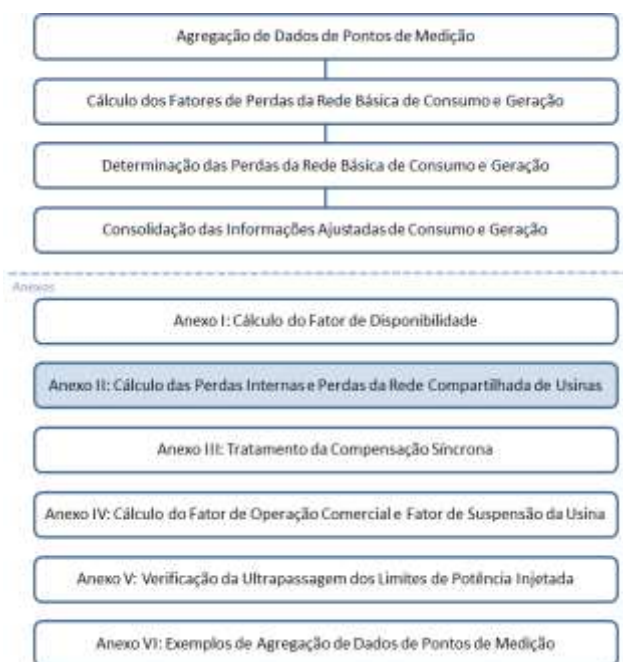 Agregação de Dados de Pontos de Medição
Cálculo dos Fatores de Perdas da Rede Básica de Consumo e Geração
Determinação das Perdas da Rede Básica de Consumo e Geração
Consolidação das Informações Ajustadas de Consumo e Geração
Anexos
Anexo I: Cálculo do Fator de Disponibilidade
Anexo II: Cálculo das Perdas Internas e Perdas da Rede Compartilhada de Usinas
Anexo III: Tratamento da Compensação Síncrona
Anexo IV: Cálculo do Fator de Operação Comercial e Fator de Suspensão da Usina
Anexo V: Verificação da Ultrapassagem dos Limites de Potência Injetada
Anexo VI: Exemplos de Agregação de Dados de Pontos de Medição